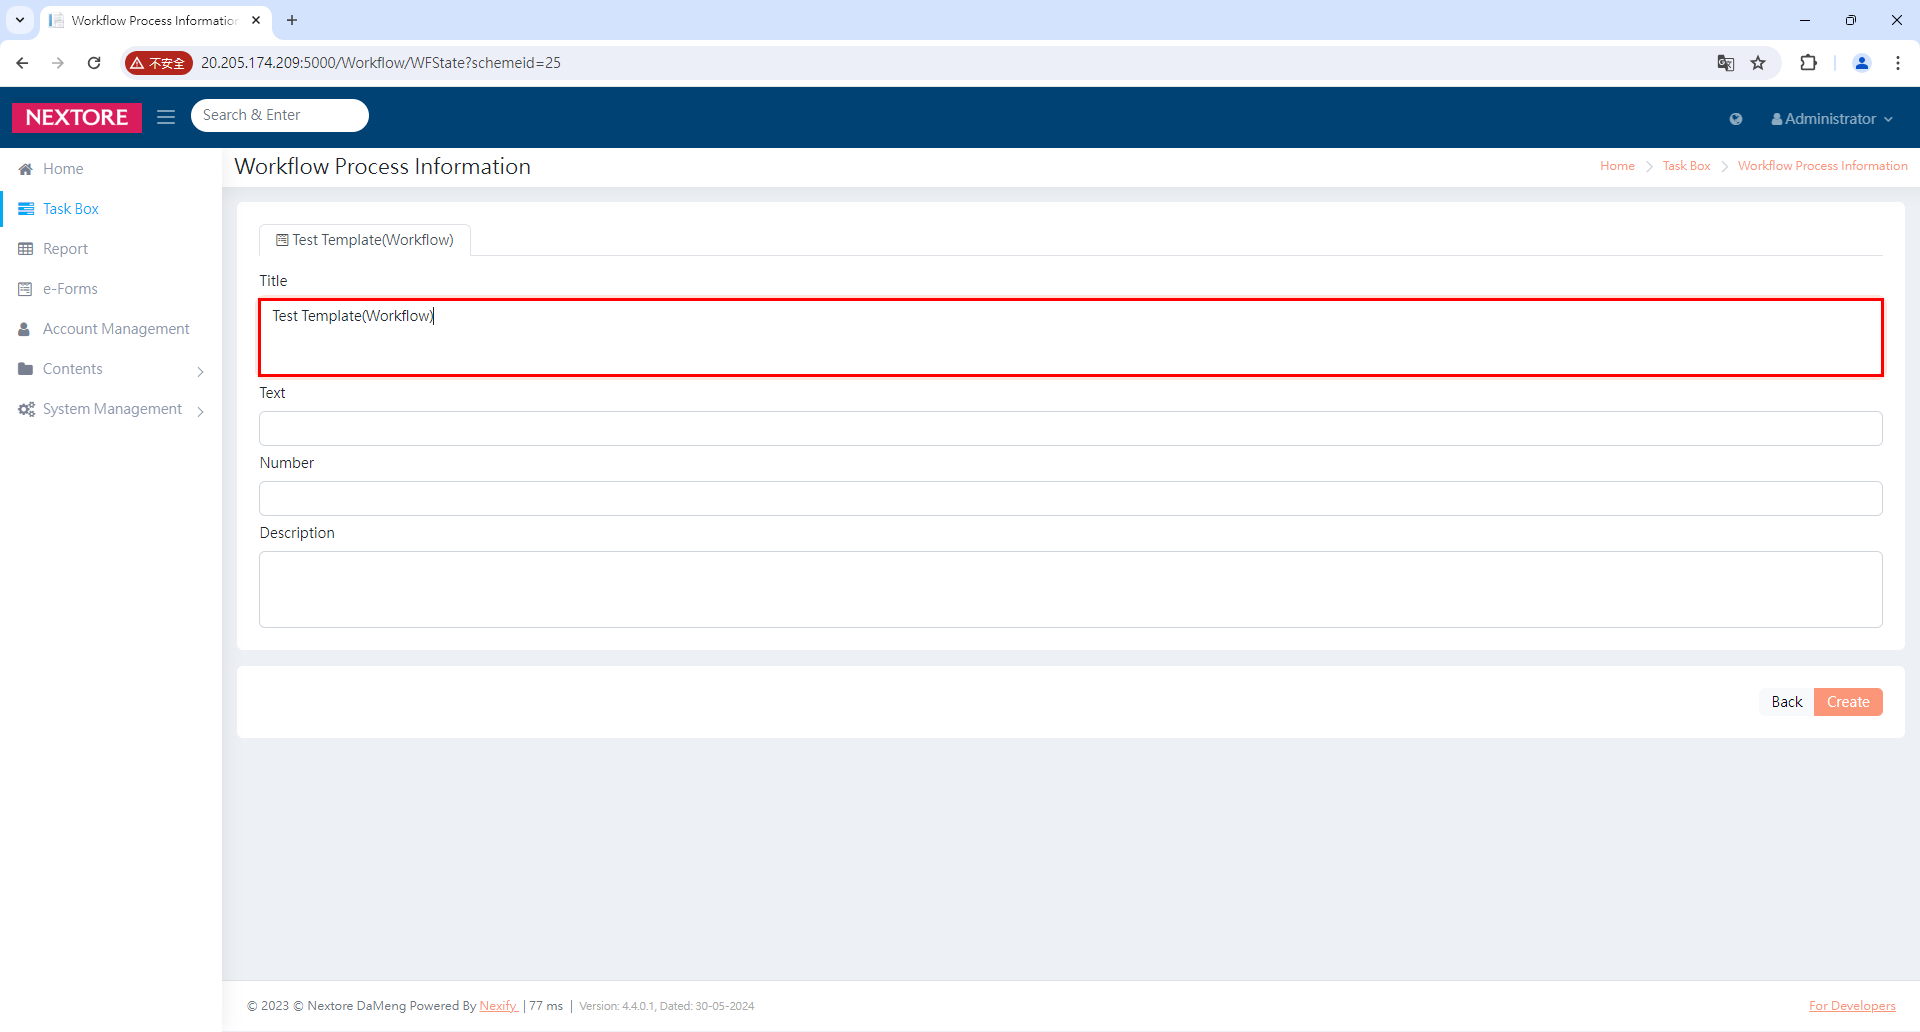 Workflow Process Information
不安全
20.205.174.209:5000/Workflow/WFState?schemeid=25
NEXTORE
Search & Enter
Administrator
Home
Task Box
Report
e-Forms
Account Management
Contents
System Management
Workflow Process Information
Home
Task Box
Workflow Process Information
Test Template(Workflow)
Title
Test Template(Workflow)
Text
Number
Description
Back
Create
© 2023 © Nextore DaMeng Powered By Nexify | 77 ms | Version: 4.4.0.1, Dated: 30-05-2024
For Developers